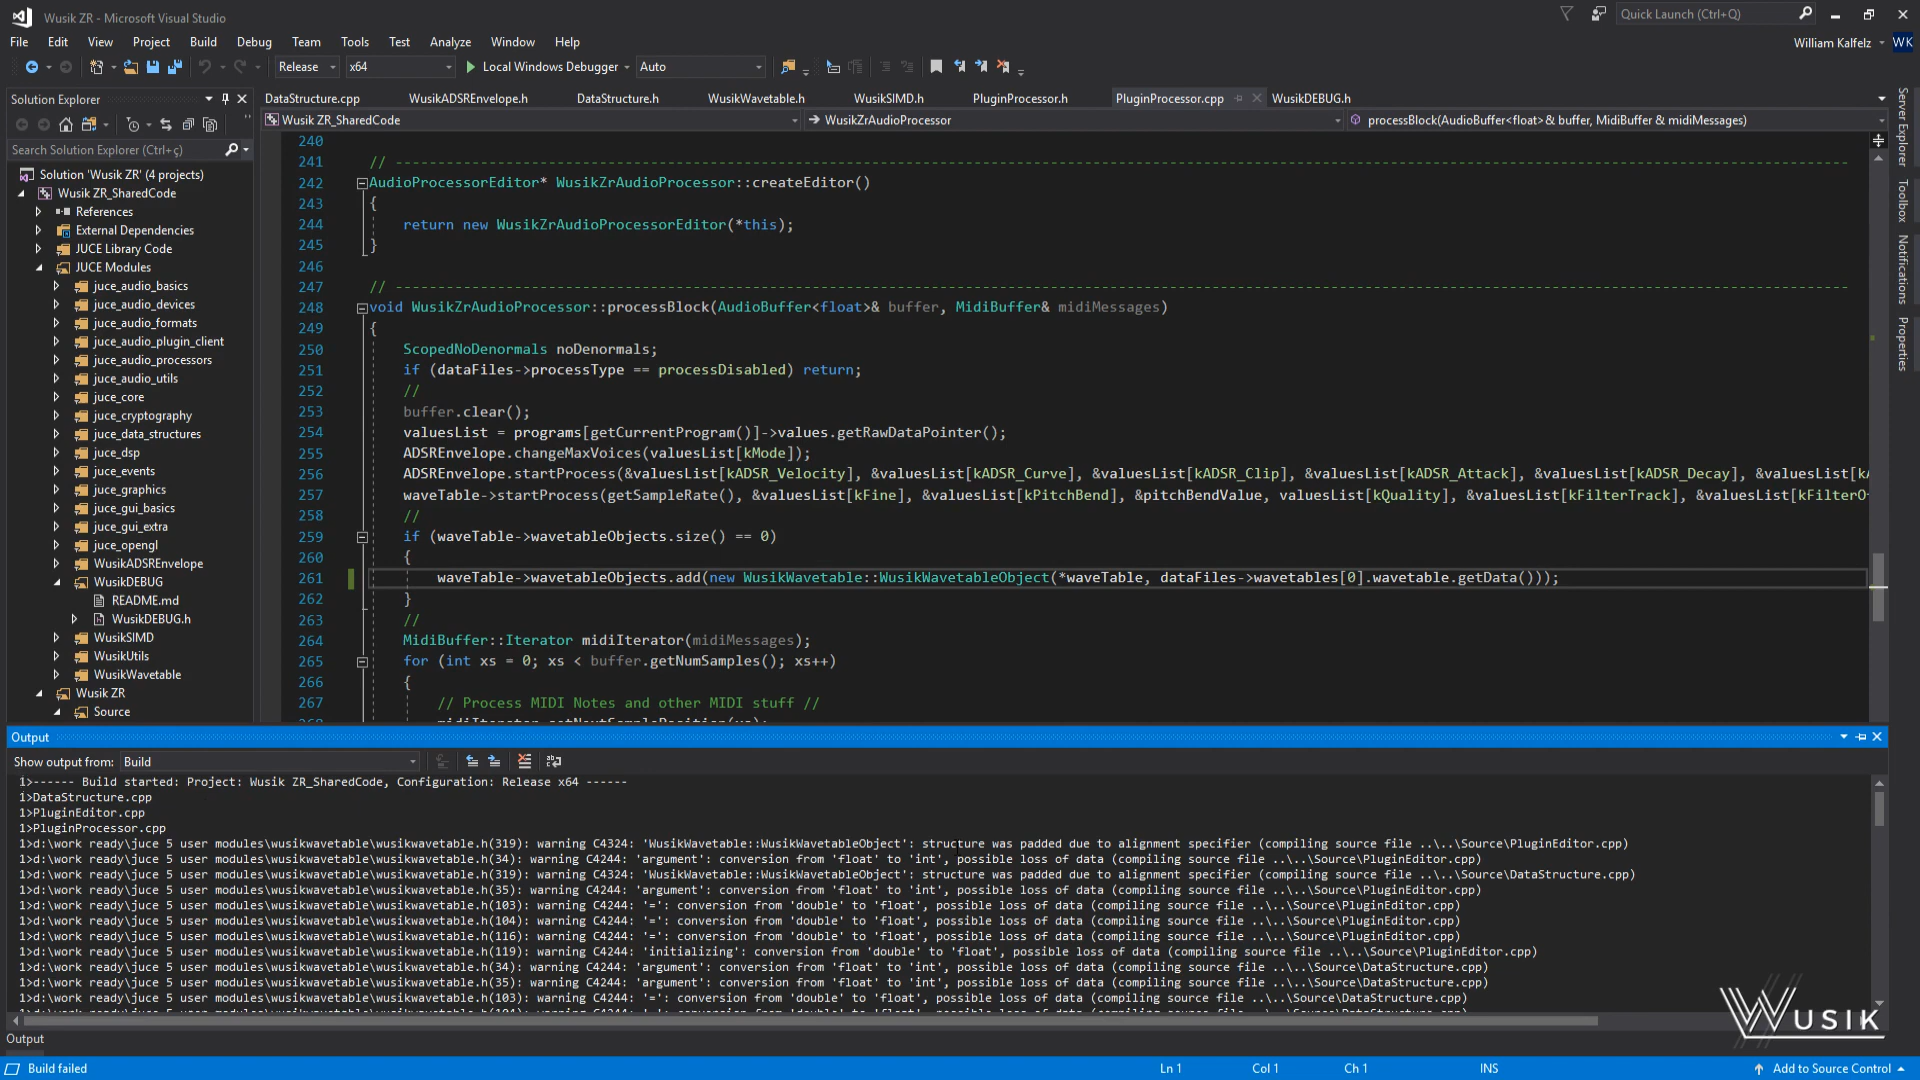 Wusik ZR - Microsoft Visual Studio
Quick Launch (Ctrl+Q)
File Edit View Project Build Debug Team Tools Test Analyze Window Help
William Kalfelz WK
Release x64 Local Windows Debugger Auto
Solution Explorer
Search Solution Explorer (Ctrl+ç)
Solution 'Wusik ZR' (4 projects)
Wusik ZR_SharedCode
References
External Dependencies
JUCE Library Code
JUCE Modules
juce_audio_basics
juce_audio_devices
juce_audio_formats
juce_audio_plugin_client
juce_audio_processors
juce_audio_utils
juce_core
juce_cryptography
juce_data_structures
juce_dsp
juce_events
juce_graphics
juce_gui_basics
juce_gui_extra
juce_opengl
WusikADSREnvelope
WusikDEBUG
README.md
WusikDEBUG.h
WusikSIMD
WusikUtils
WusikWavetable
Wusik ZR
Source
DataStructure.cpp WusikADSREnvelope.h DataStructure.h WusikWavetable.h WusikSIMD.h PluginProcessor.h PluginProcessor.cpp WusikDEBUG.h
Wusik ZR_SharedCode WusikZrAudioProcessor processBlock(AudioBuffer<float>& buffer, MidiBuffer & midiMessages)
240
241 // ----------------------------------------
242 AudioProcessorEditor* WusikZrAudioProcessor::createEditor()
243 {
244 return new WusikZrAudioProcessorEditor(*this);
245 }
246
247 // ----------------------------------------
248 void WusikZrAudioProcessor::processBlock(AudioBuffer<float>& buffer, MidiBuffer& midiMessages)
249 {
250 ScopedNoDenormals noDenormals;
251 if (dataFiles->processType == processDisabled) return;
252 //
253 buffer.clear();
254 valuesList = programs[getCurrentProgram()]->values.getRawDataPointer();
255 ADSREnvelope.changeMaxVoices(valuesList[kMode]);
256 ADSREnvelope.startProcess(&valuesList[kADSR_Velocity], &valuesList[kADSR_Curve], &valuesList[kADSR_Clip], &valuesList[kADSR_Attack], &valuesList[kADSR_Decay], &valuesList[kA
257 waveTable->startProcess(getSampleRate(), &valuesList[kFine], &valuesList[kPitchBend], &pitchBendValue, valuesList[kQuality], &valuesList[kFilterTrack], &valuesList[kFilterO
258 //
259 if (waveTable->wavetableObjects.size() == 0)
260 {
261 waveTable->wavetableObjects.add(new WusikWavetable::WusikWavetableObject(*waveTable, dataFiles->wavetables[0].wavetable.getData()));
262 }
263 //
264 MidiBuffer::Iterator midiIterator(midiMessages);
265 for (int xs = 0; xs < buffer.getNumSamples(); xs++)
266 {
267 // Process MIDI Notes and other MIDI stuff //
Server Explorer
Toolbox
Notifications
Properties
Output
Show output from: Build
1>------ Build started: Project: Wusik ZR_SharedCode, Configuration: Release x64 ------
1>DataStructure.cpp
1>PluginEditor.cpp
1>PluginProcessor.cpp
1>d:\work ready\juce 5 user modules\wusikwavetable\wusikwavetable.h(319): warning C4324: 'WusikWavetable::WusikWavetableObject': structure was padded due to alignment specifier (compiling source file ..\..\Source\PluginEditor.cpp)
1>d:\work ready\juce 5 user modules\wusikwavetable\wusikwavetable.h(34): warning C4244: 'argument': conversion from 'float' to 'int', possible loss of data (compiling source file ..\..\Source\PluginEditor.cpp)
1>d:\work ready\juce 5 user modules\wusikwavetable\wusikwavetable.h(319): warning C4324: 'WusikWavetable::WusikWavetableObject': structure was padded due to alignment specifier (compiling source file ..\..\Source\DataStructure.cpp)
1>d:\work ready\juce 5 user modules\wusikwavetable\wusikwavetable.h(35): warning C4244: 'argument': conversion from 'float' to 'int', possible loss of data (compiling source file ..\..\Source\PluginEditor.cpp)
1>d:\work ready\juce 5 user modules\wusikwavetable\wusikwavetable.h(103): warning C4244: '=': conversion from 'double' to 'float', possible loss of data (compiling source file ..\..\Source\PluginEditor.cpp)
1>d:\work ready\juce 5 user modules\wusikwavetable\wusikwavetable.h(104): warning C4244: '=': conversion from 'double' to 'float', possible loss of data (compiling source file ..\..\Source\PluginEditor.cpp)
1>d:\work ready\juce 5 user modules\wusikwavetable\wusikwavetable.h(116): warning C4244: '=': conversion from 'double' to 'float', possible loss of data (compiling source file ..\..\Source\PluginEditor.cpp)
1>d:\work ready\juce 5 user modules\wusikwavetable\wusikwavetable.h(119): warning C4244: 'initializing': conversion from 'double' to 'float', possible loss of data (compiling source file ..\..\Source\PluginEditor.cpp)
1>d:\work ready\juce 5 user modules\wusikwavetable\wusikwavetable.h(34): warning C4244: 'argument': conversion from 'float' to 'int', possible loss of data (compiling source file ..\..\Source\DataStructure.cpp)
1>d:\work ready\juce 5 user modules\wusikwavetable\wusikwavetable.h(35): warning C4244: 'argument': conversion from 'float' to 'int', possible loss of data (compiling source file ..\..\Source\DataStructure.cpp)
1>d:\work ready\juce 5 user modules\wusikwavetable\wusikwavetable.h(103): warning C4244: '=': conversion from 'double' to 'float', possible loss of data (compiling source file ..\..\Source\DataStructure.cpp)
WUSIK
Output
Build failed Ln 1 Col 1 Ch 1 INS Add to Source Control